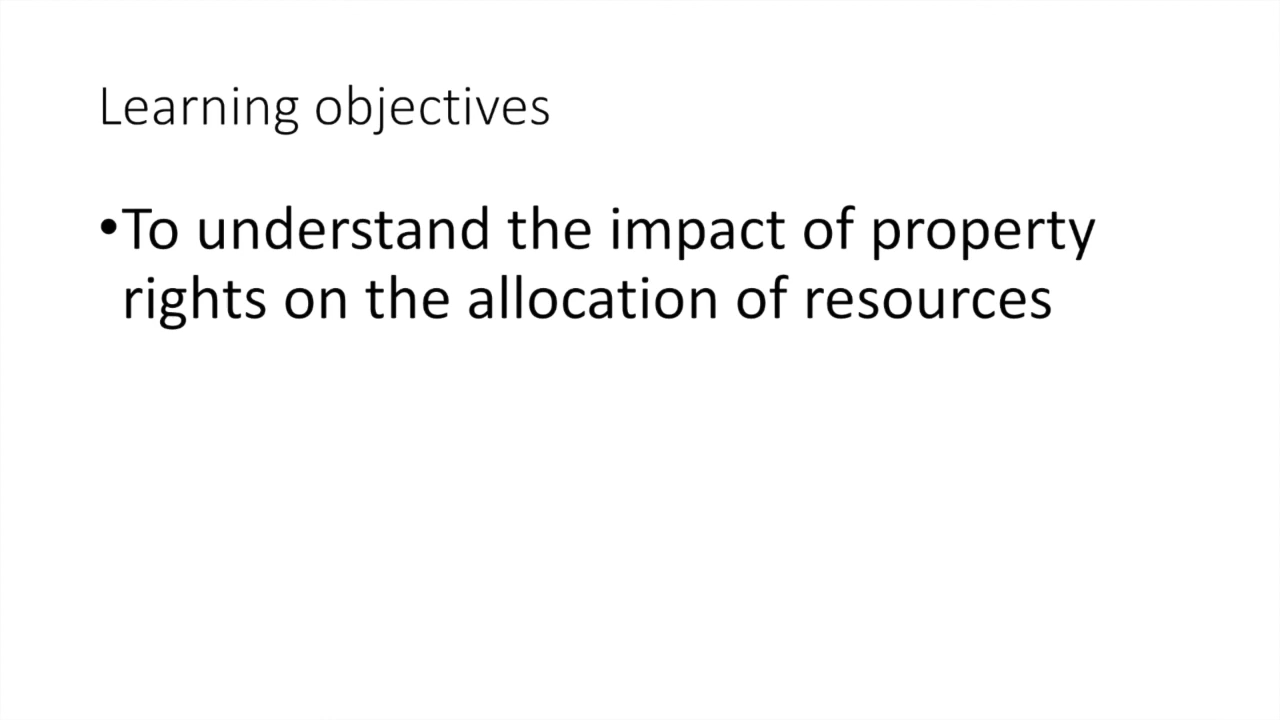 Learning objectives
•To understand the impact of property
rights on the allocation of resources